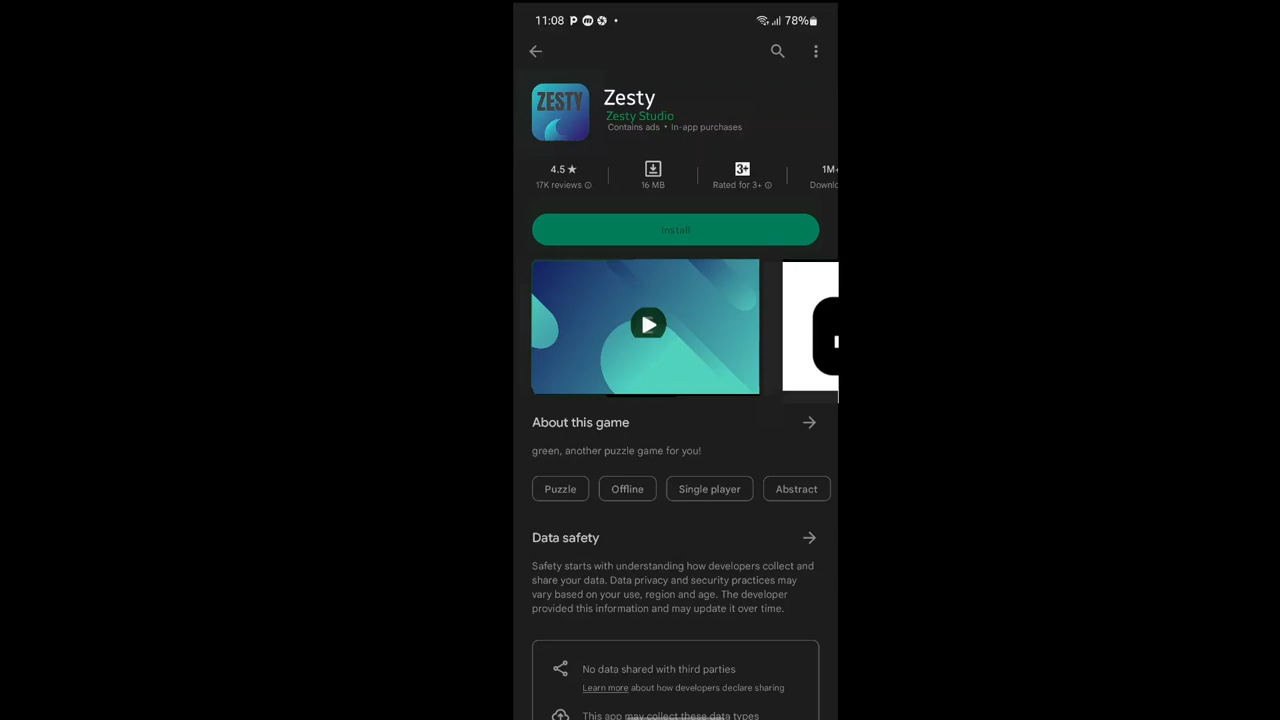 11:08 P 78%
ZESTY
Zesty
Zesty Studio
Contains ads • In-app purchases
4.5★
17K reviews
16 MB
3+
Rated for 3+
1M+
Downlo
Install
About this game
green, another puzzle game for you!
Puzzle
Offline
Single player
Abstract
Data safety
Safety starts with understanding how developers collect and
share your data. Data privacy and security practices may
vary based on your use, region and age. The developer
provided this information and may update it over time.
No data shared with third parties
Learn more about how developers declare sharing
This app may collect these data types